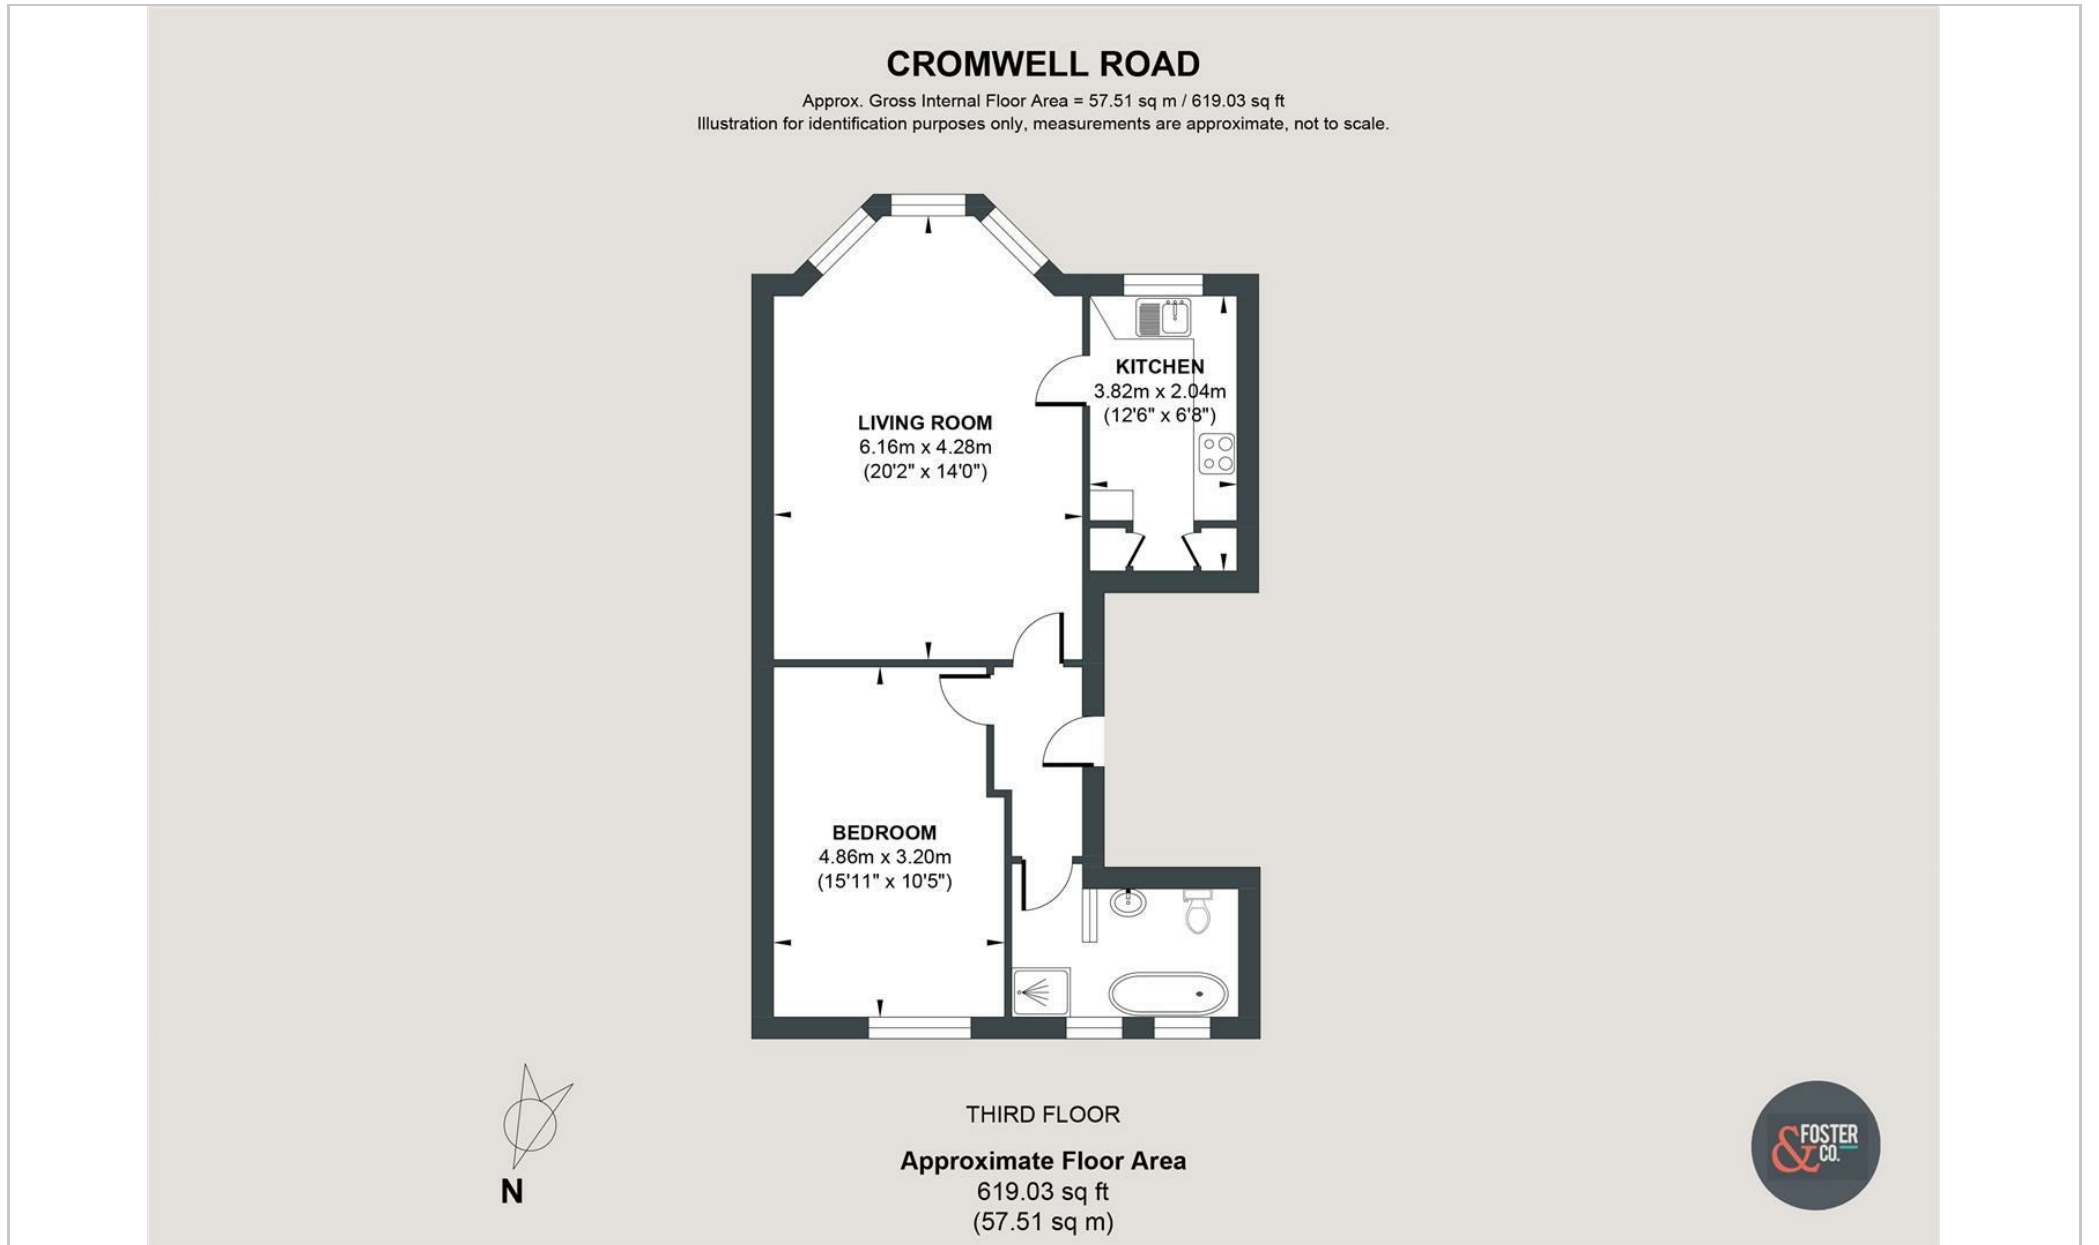 CROMWELL ROAD
Approx. Gross Internal Floor Area = 57.51 sq m / 619.03 sq ft
Illustration for identification purposes only, measurements are approximate, not to scale.
KITCHEN
3.82m x 2.04m
(12'6" x 6'8")
LIVING ROOM
6.16m x 4.28m
(20'2" x 14'0")
BEDROOM
4.86m x 3.20m
(15'11" x 10'5")
N
THIRD FLOOR
Approximate Floor Area
619.03 sq ft
(57.51 sq m)
& FOSTER
CO.